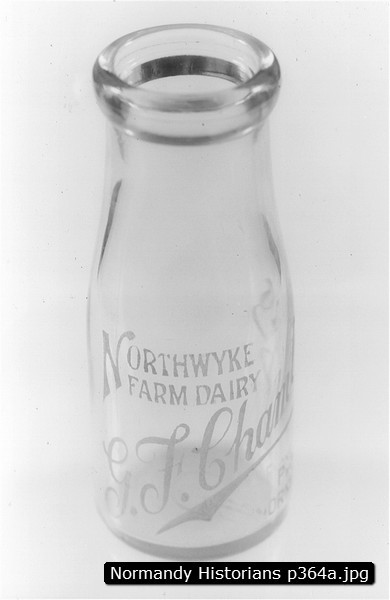 NORTHWYKE
FARM DAIRY
G.F.
Normandy Historians p364a.jpg